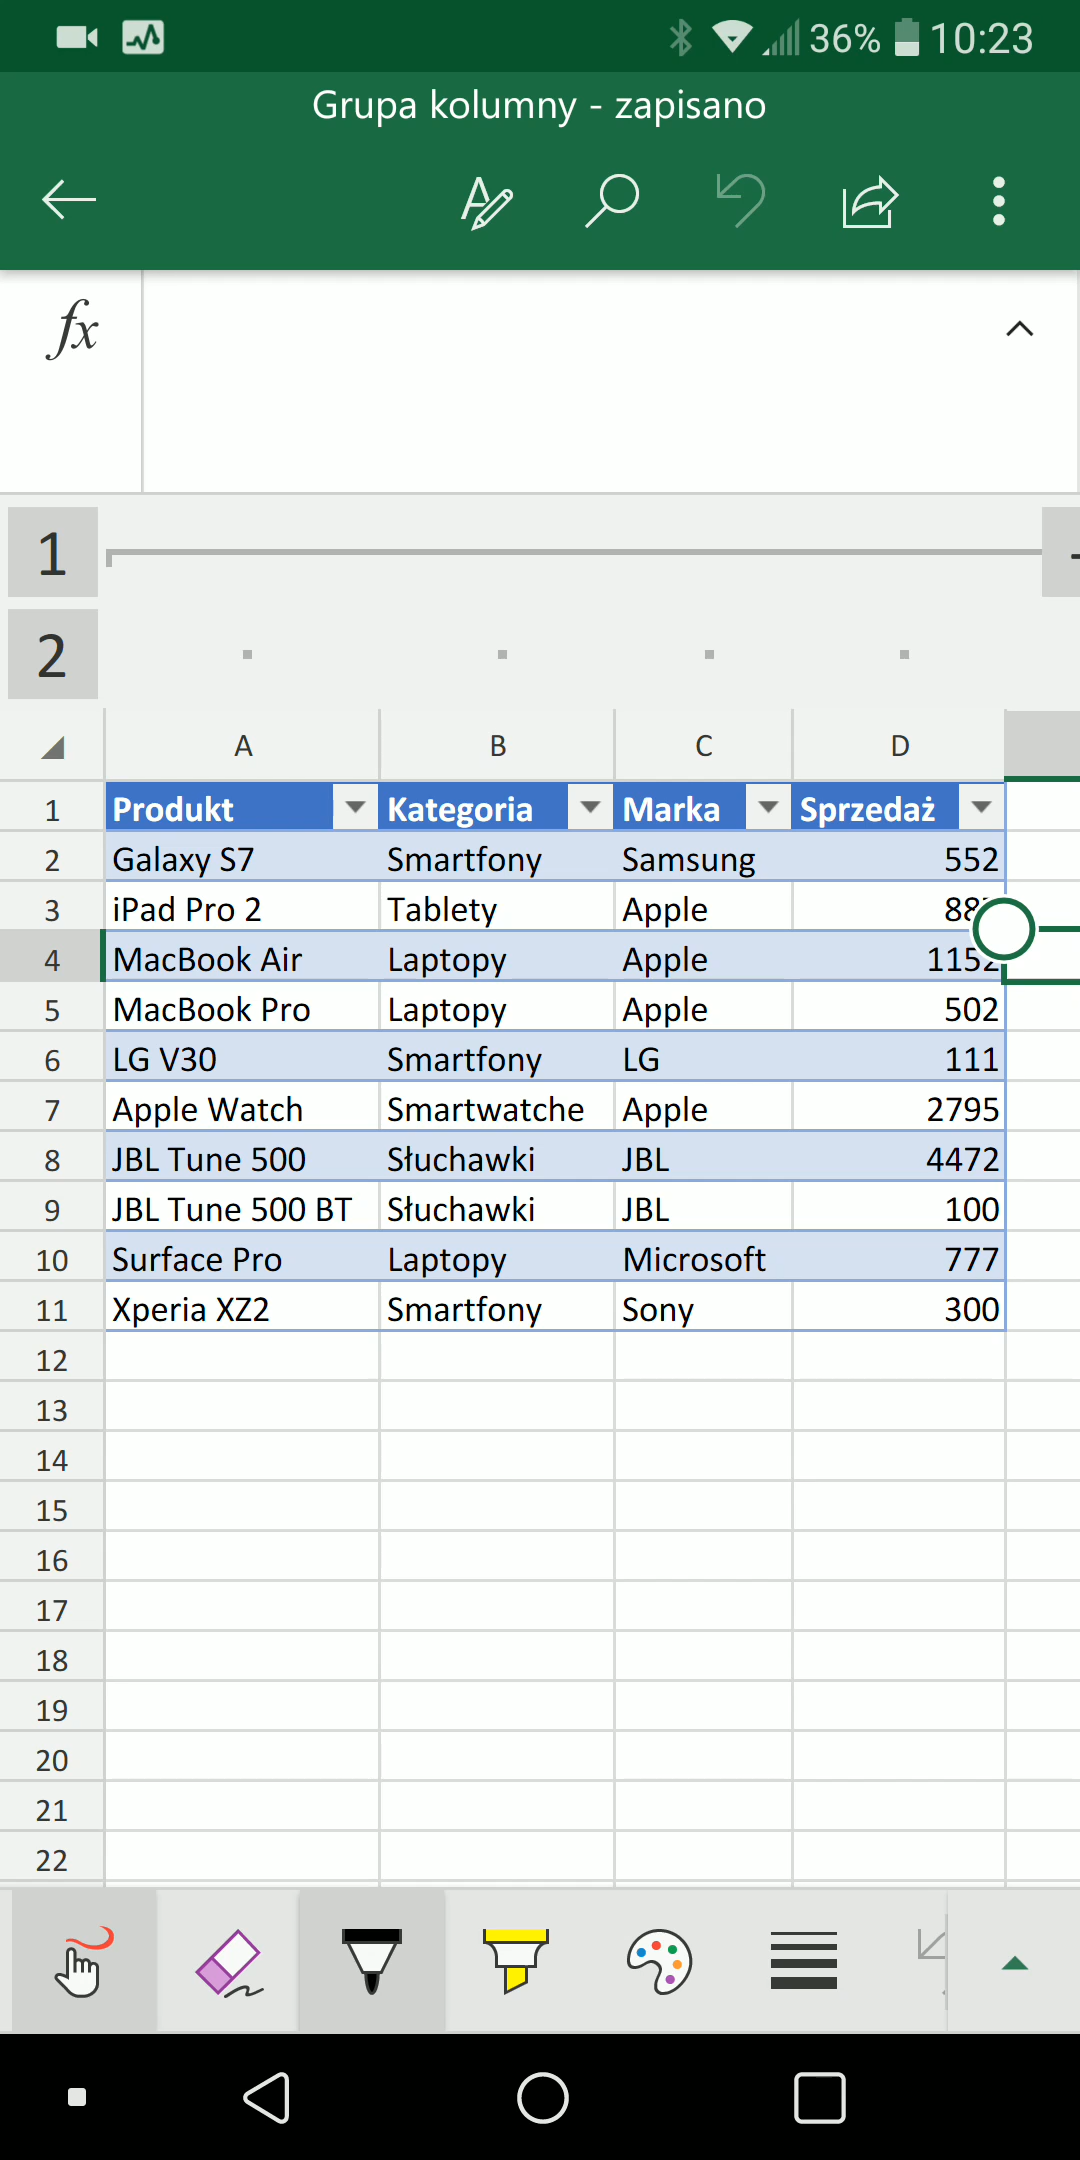 36% 10:23
Grupa kolumny - zapisano
fx
1
2
A B C D
1 Produkt Kategoria Marka Sprzedaż
2 Galaxy S7 Smartfony Samsung 552
3 iPad Pro 2 Tablety Apple
4 MacBook Air Laptopy Apple 1152
5 MacBook Pro Laptopy Apple 502
6 LG V30 Smartfony LG 111
7 Apple Watch Smartwatche Apple 2795
8 JBL Tune 500 Słuchawki JBL 4472
9 JBL Tune 500 BT Słuchawki JBL 100
10 Surface Pro Laptopy Microsoft 777
11 Xperia XZ2 Smartfony Sony 300
12
13
14
15
16
17
18
19
20
21
22